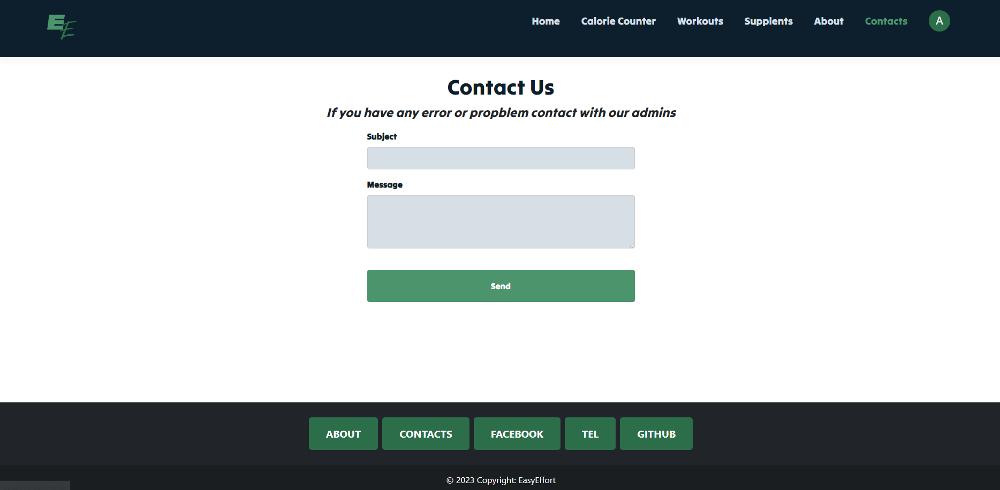 EE
Home Calorie Counter Workouts Supplents About Contacts A
Contact Us
If you have any error or propblem contact with our admins
Subject
Message
Send
ABOUT CONTACTS FACEBOOK TEL GITHUB
© 2023 Copyright: EasyEffort